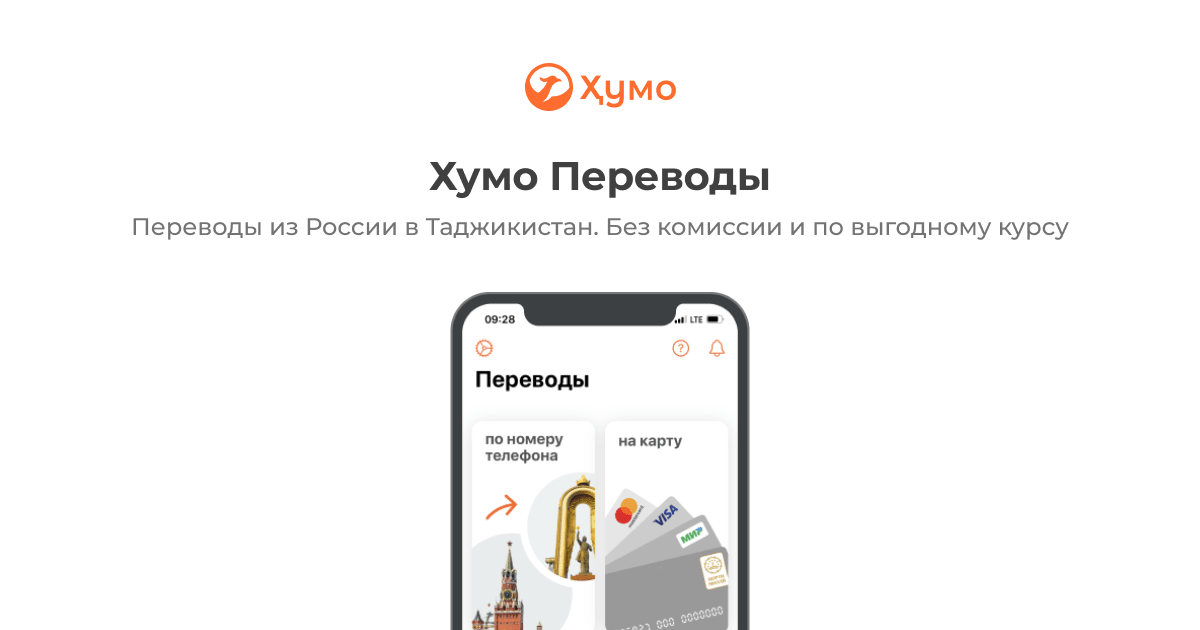 Ҳумо
Хумо Переводы
Переводы из России в Таджикистан. Без комиссии и по выгодному курсу
09:28
LTE
?
Переводы
по номеру
телефона
на карту
VISA
МИР